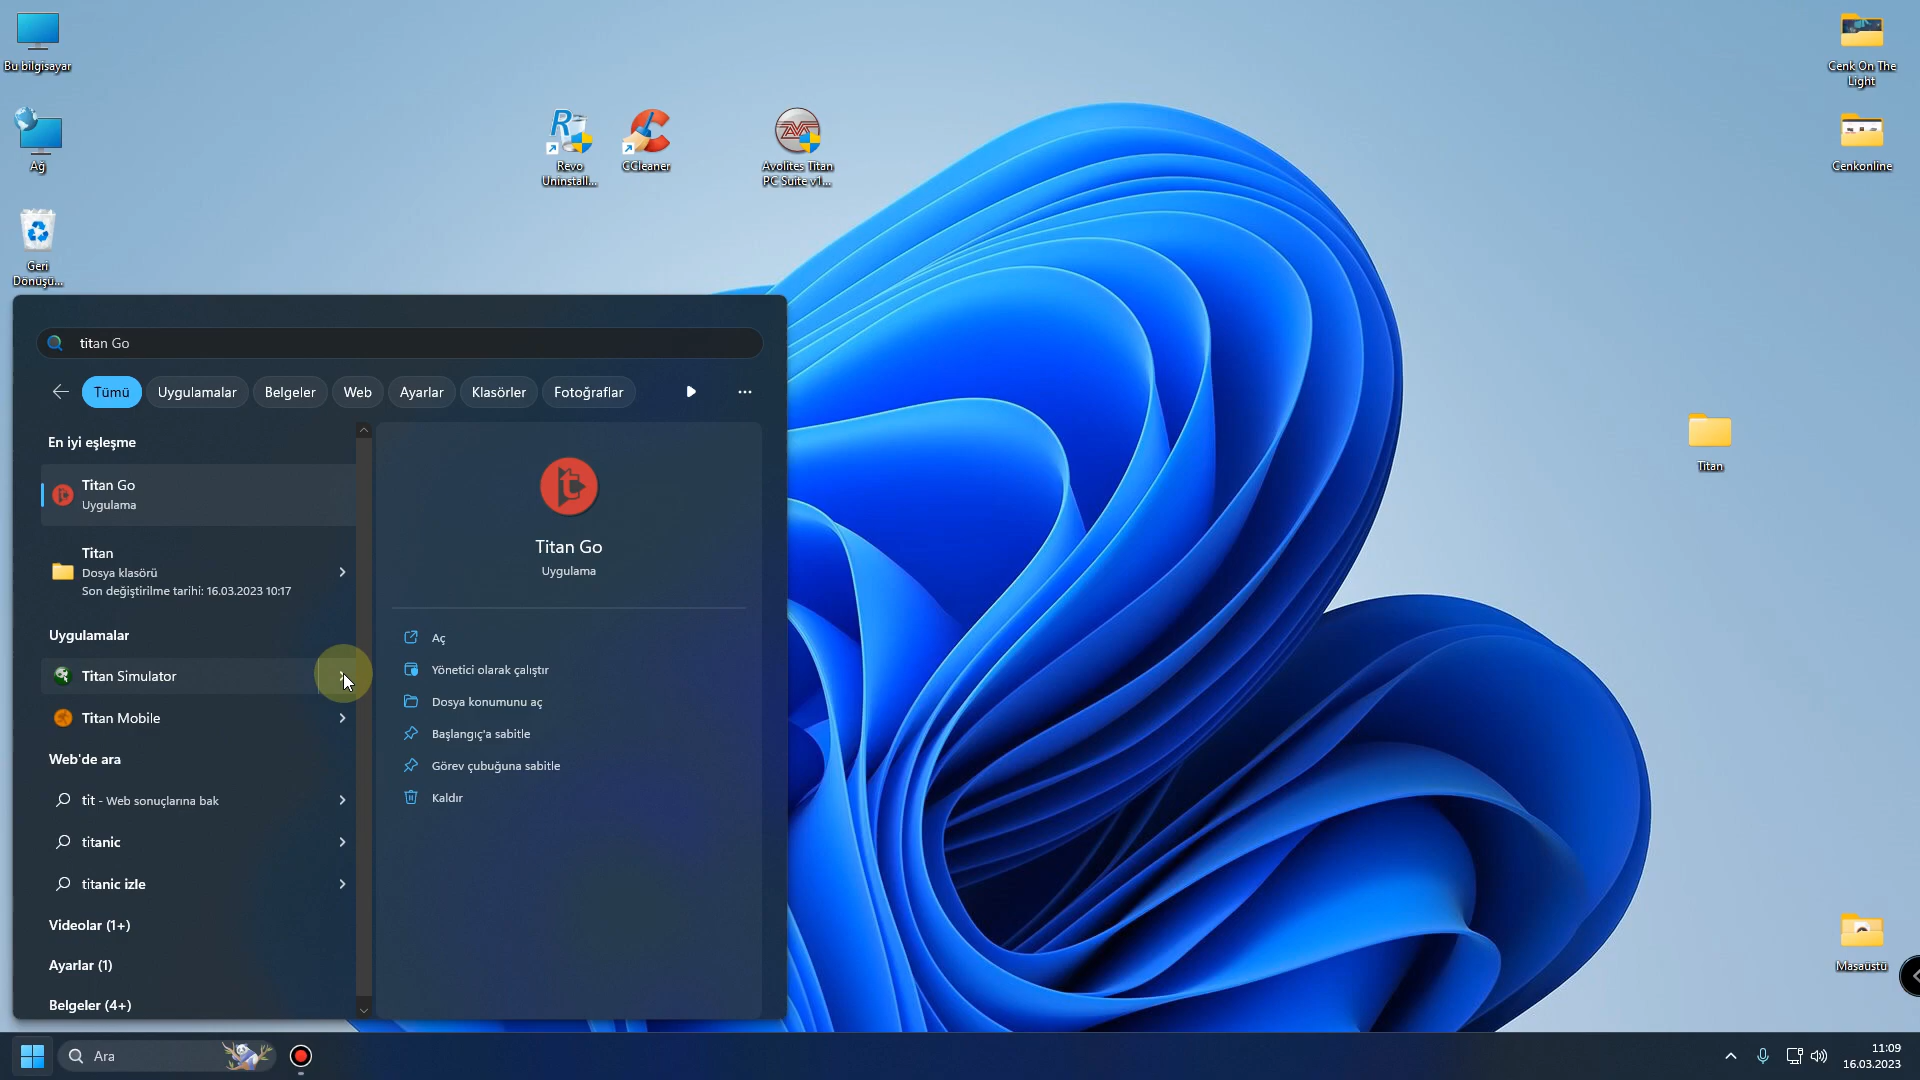 Bu bilgisayar
Ağ
Geri
Dönüşü...
Revo
Uninstall...
CCleaner
Avolites Titan
PC Suite v1...
Cenk On The
Light
Cenkonline
Titan
Masaüstü
titan Go
Tümü
Uygulamalar
Belgeler
Web
Ayarlar
Klasörler
Fotoğraflar
En iyi eşleşme
Titan Go
Uygulama
Titan
Dosya klasörü
Son değiştirilme tarihi: 16.03.2023 10:17
Uygulamalar
Titan Simulator
Titan Mobile
Web'de ara
tit - Web sonuçlarına bak
titanic
titanic izle
Videolar (1+)
Ayarlar (1)
Belgeler (4+)
Titan Go
Uygulama
Aç
Yönetici olarak çalıştır
Dosya konumunu aç
Başlangıç'a sabitle
Görev çubuğuna sabitle
Kaldır
Ara
11:09
16.03.2023